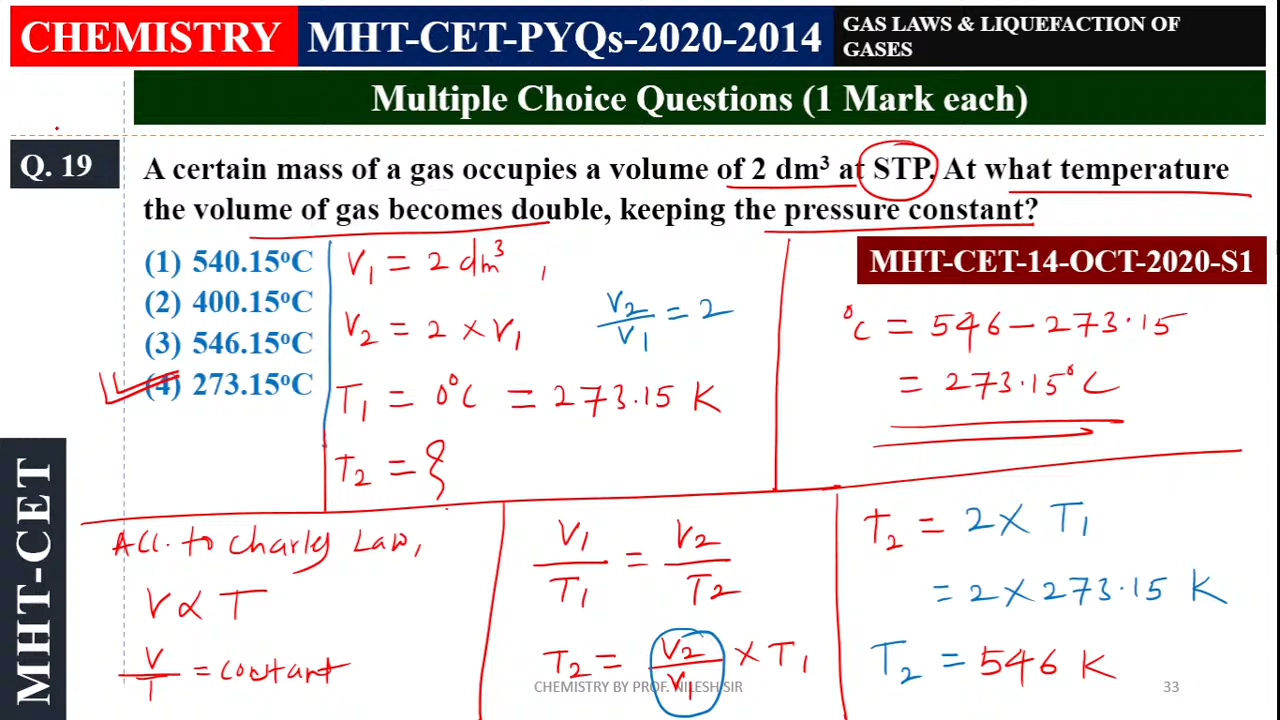 CHEMISTRY
MHT-CET-PYQs-2020-2014
GAS LAWS & LIQUEFACTION OF
GASES
Multiple Choice Questions (1 Mark each)
Q. 19
A certain mass of a gas occupies a volume of 2 dm³ at STP. At what temperature
the volume of gas becomes double, keeping the pressure constant?
(1) 540.15⁰C
(2) 400.15⁰C
(3) 546.15⁰C
(4) 273.15⁰C
MHT-CET-14-OCT-2020-S1
V₁ = 2 dm³,
V₂ = 2 × V₁
V₂/V₁ = 2
T₁ = 0°C = 273.15 K
T₂ = {
°C = 546 – 273.15
= 273.15°C
Acc. to Charly Law,
V ∝ T
V/T = constant
V₁/T₁ = V₂/T₂
T₂ = V₂/V₁ × T₁
T₂ = 2 × T₁
= 2 × 273.15 K
T₂ = 546 K
MHT-CET
CHEMISTRY BY PROF. NILESH SIR
33